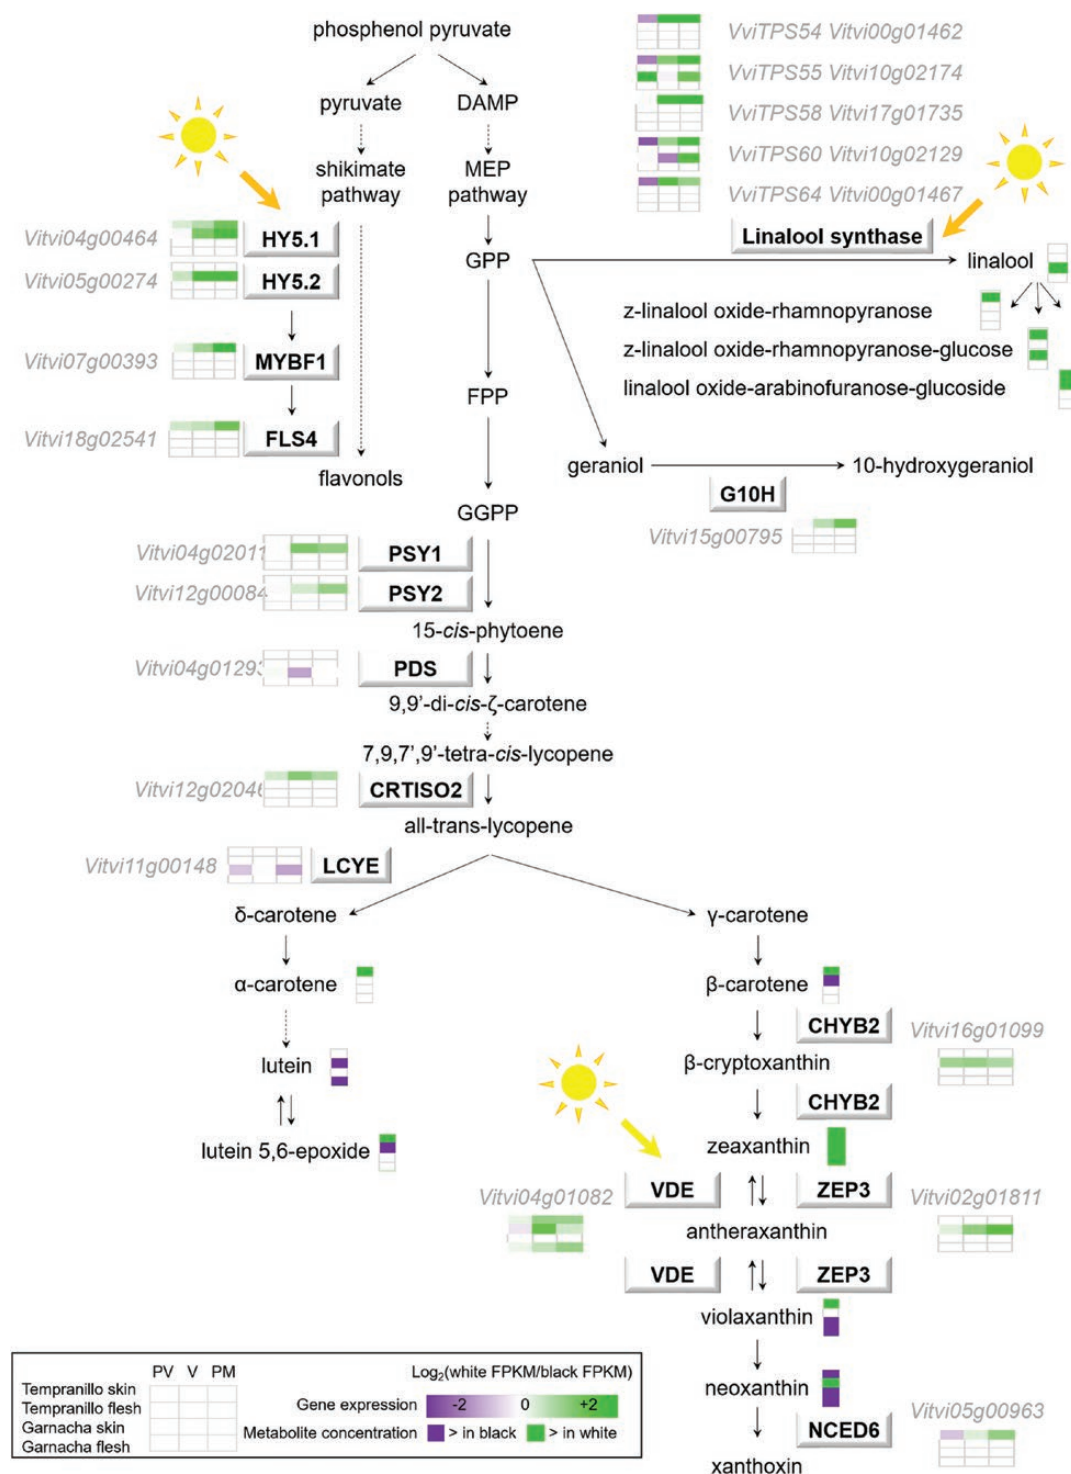 phosphenol pyruvate
pyruvate
DAMP
shikimate
pathway
MEP
pathway
VviTPS54 Vitvi00g01462
VviTPS55 Vitvi10g02174
VviTPS58 Vitvi17g01735
VviTPS60 Vitvi10g02129
VviTPS64 Vitvi00g01467
Linalool synthase
Vitvi04g00464
HY5.1
Vitvi05g00274
HY5.2
GPP
linalool
z-linalool oxide-rhamnopyranose
z-linalool oxide-rhamnopyranose-glucose
linalool oxide-arabinofuranose-glucoside
Vitvi07g00393
MYBF1
FPP
Vitvi18g02541
FLS4
flavonols
geraniol
10-hydroxygeraniol
G10H
Vitvi15g00795
GGPP
Vitvi04g02011
PSY1
Vitvi12g00084
PSY2
15-cis-phytoene
Vitvi04g01293
PDS
9,9'-di-cis-ζ-carotene
7,9,7',9'-tetra-cis-lycopene
Vitvi12g02046
CRTISO2
all-trans-lycopene
Vitvi11g00148
LCYE
δ-carotene
γ-carotene
α-carotene
β-carotene
CHYB2
Vitvi16g01099
lutein
β-cryptoxanthin
CHYB2
lutein 5,6-epoxide
zeaxanthin
Vitvi04g01082
VDE
ZEP3
Vitvi02g01811
antheraxanthin
VDE
ZEP3
violaxanthin
neoxanthin
NCED6
Vitvi05g00963
xanthoxin
PV V PM
Log2(white FPKM/black FPKM)
Tempranillo skin
Tempranillo flesh
Garnacha skin
Garnacha flesh
Gene expression -2 0 +2
Metabolite concentration > in black > in white